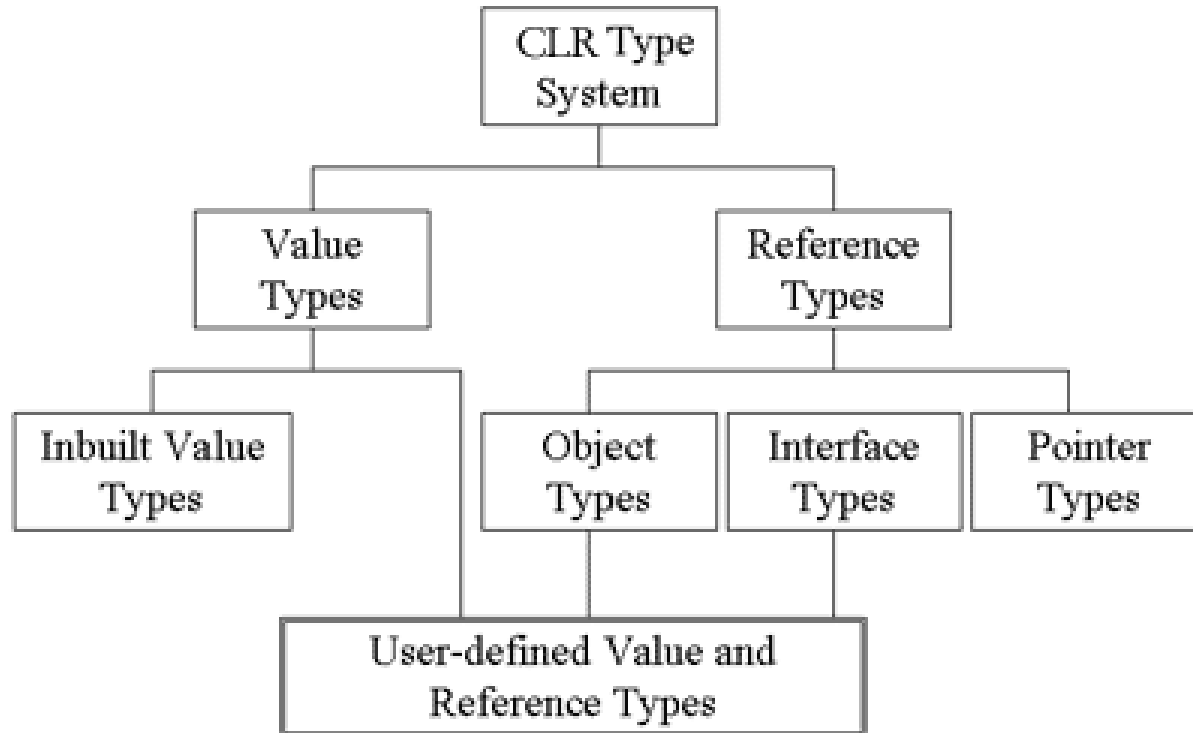 CLR Type
System
Value
Types
Reference
Types
Inbuilt Value
Types
Object
Types
Interface
Types
Pointer
Types
User-defined Value and
Reference Types